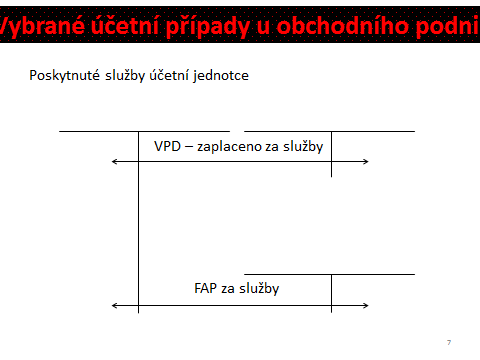 Vybrané účetní případy u obchodního podni
Poskytnuté služby účetní jednotce
VPD – zaplaceno za služby
FAP za služby
7